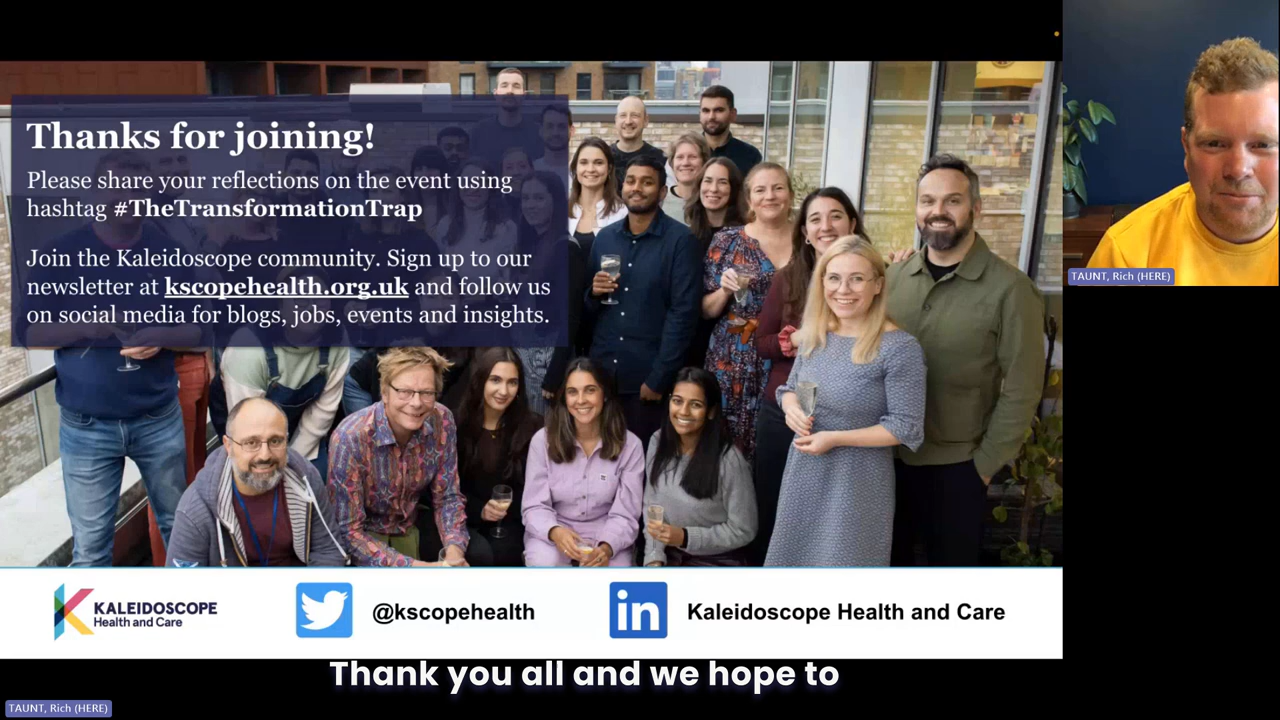 Thanks for joining!
Please share your reflections on the event using
hashtag #TheTransformationTrap
Join the Kaleidoscope community. Sign up to our
newsletter at kscopehealth.org.uk and follow us
on social media for blogs, jobs, events and insights.
TAUNT, Rich (HERE)
KALEIDOSCOPE
Health and Care
@kscopehealth
in
Kaleidoscope Health and Care
Thank you all and we hope to
TAUNT, Rich (HERE)